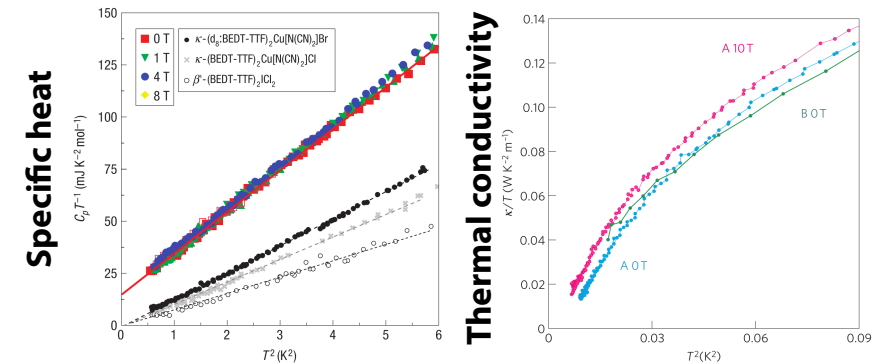 Specific heat
150
125
100
75
50
25
0
C_pT⁻¹ (mJ K⁻² mol⁻¹)
0 T
1 T
4 T
8 T
κ-(d₈:BEDT-TTF)₂Cu[N(CN)₂]Br
κ-(BEDT-TTF)₂Cu[N(CN)₂]Cl
β'-(BEDT-TTF)₂ICl₂
0 1 2 3 4 5 6
T² (K²)
Thermal conductivity
0.14
0.12
0.10
0.08
0.06
0.04
0.02
0
κ/T (W K⁻² m⁻¹)
A 10 T
B 0 T
A 0 T
0 0.03 0.06 0.09
T²(K²)